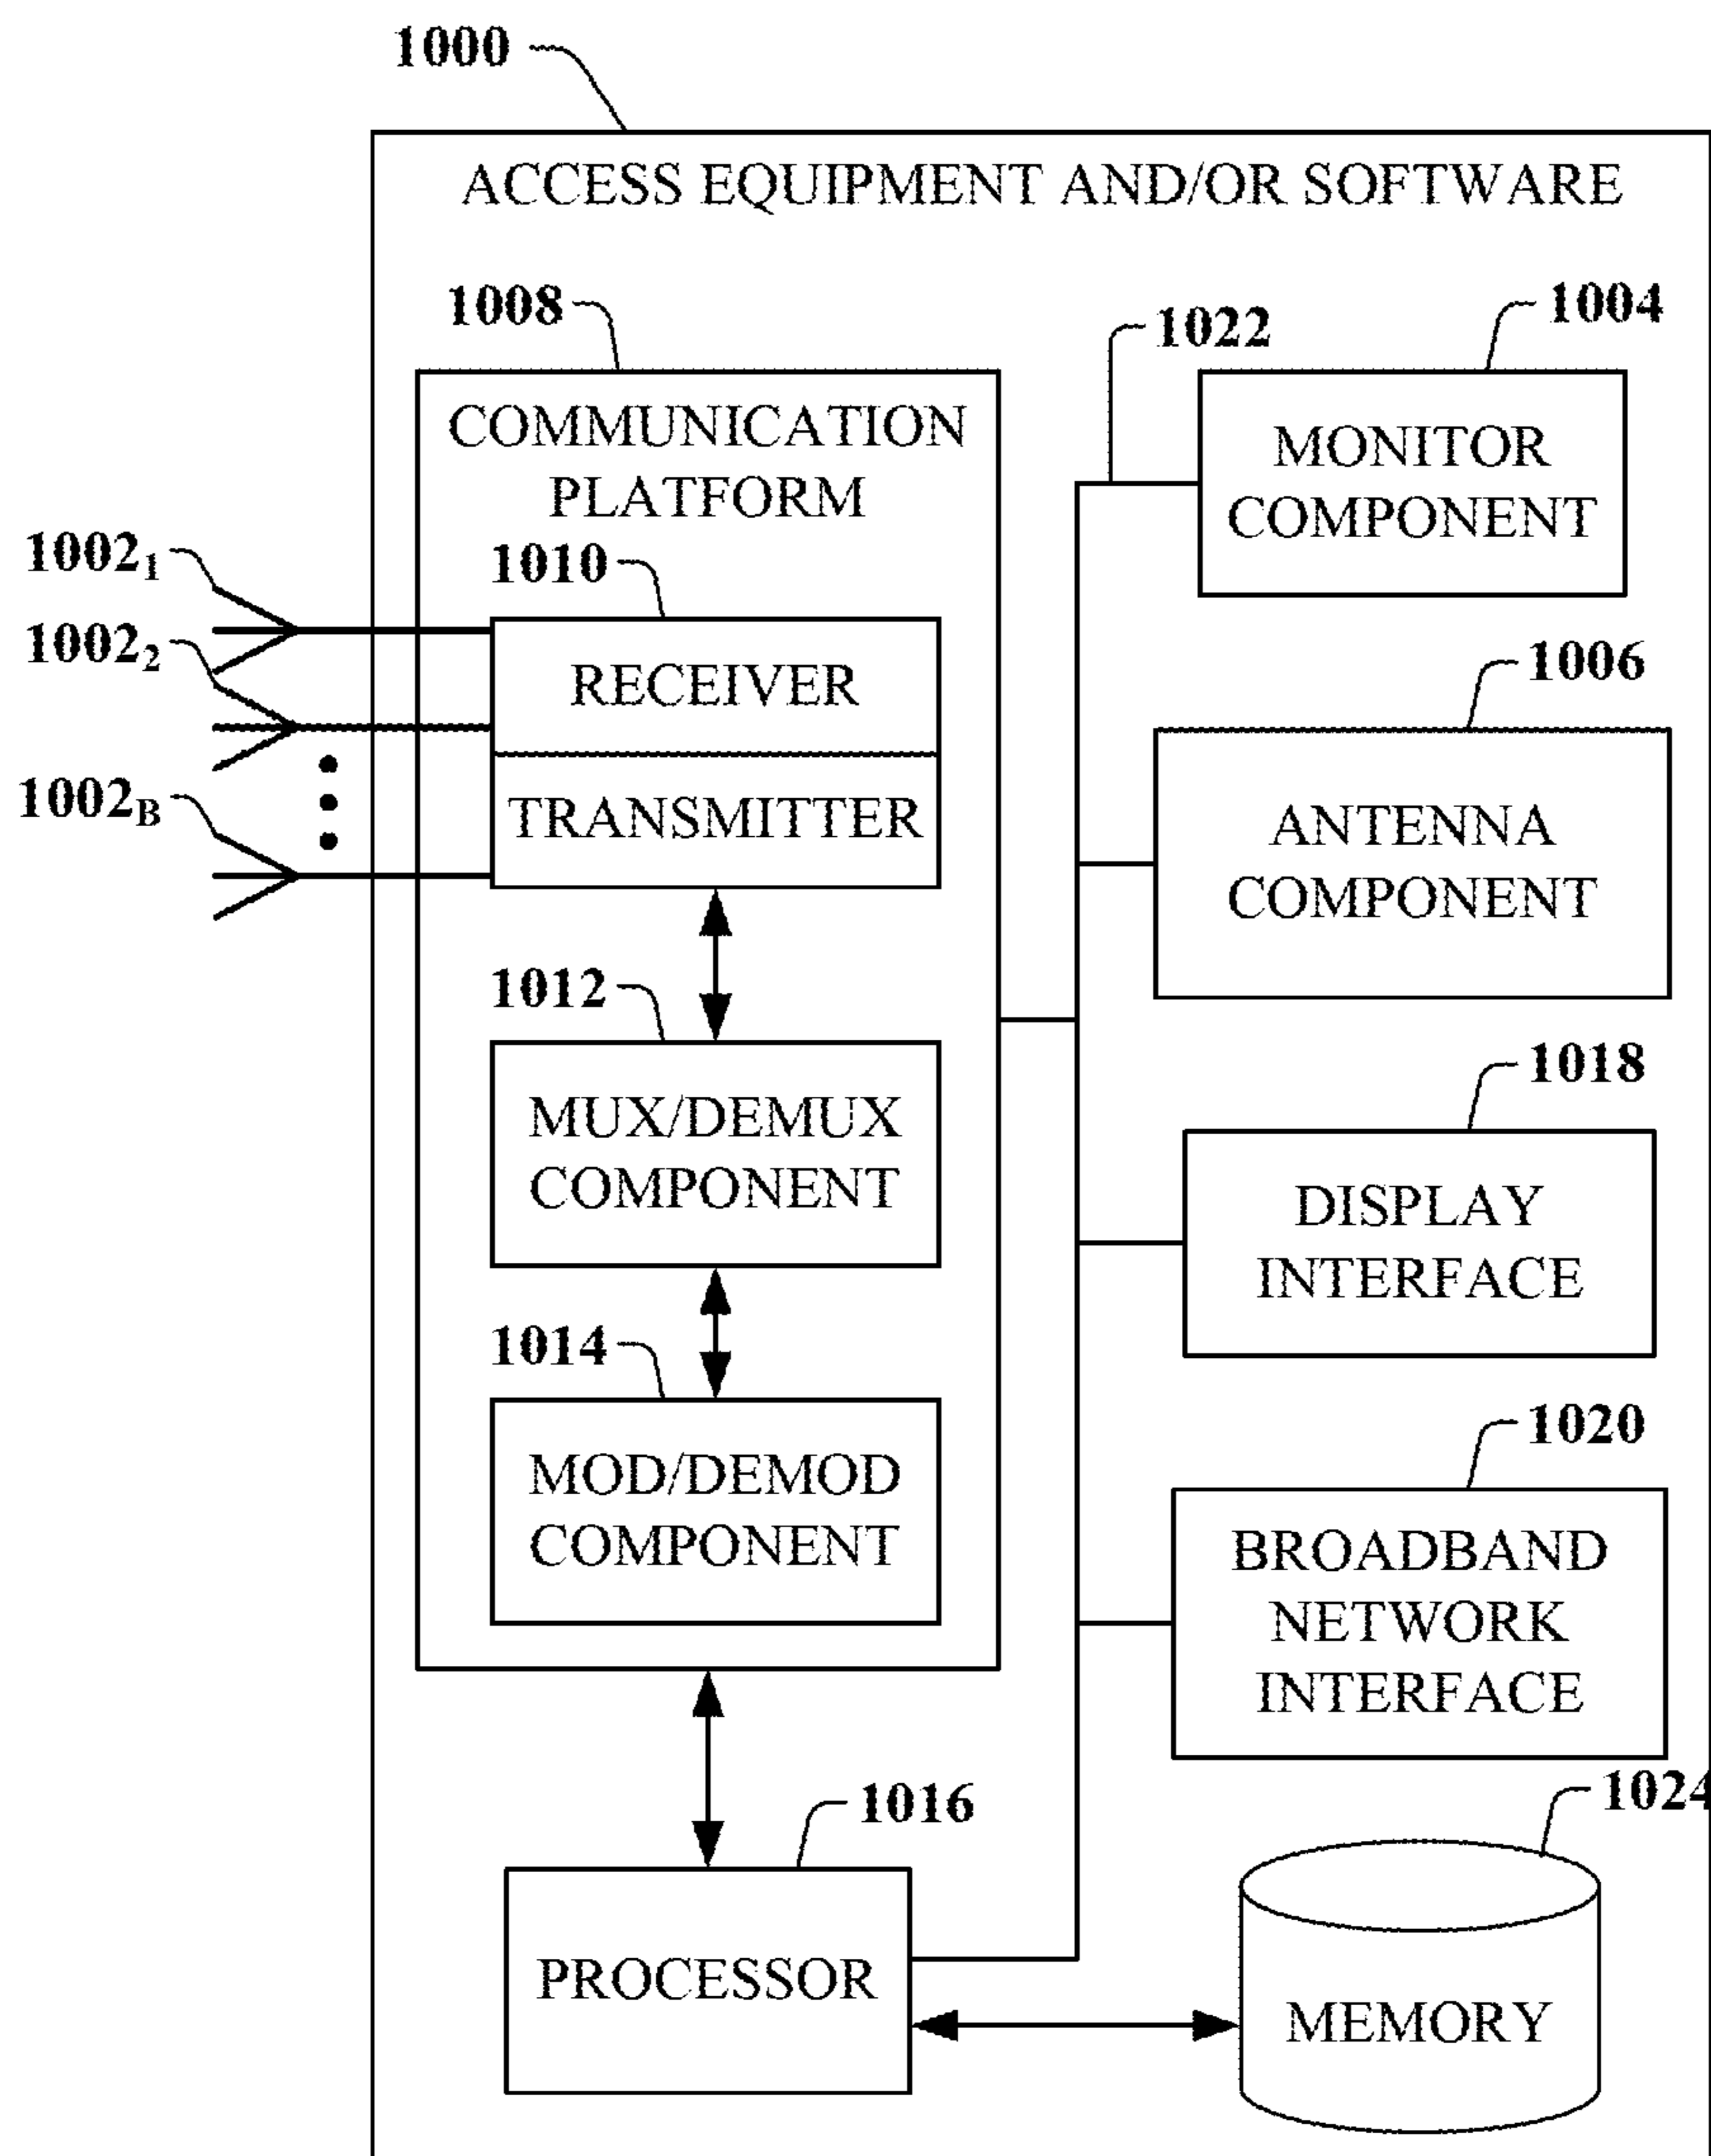 1000
ACCESS EQUIPMENT AND/OR SOFTWARE
1008
1022
1004
COMMUNICATION
PLATFORM
MONITOR
COMPONENT
1002₁
1010
1002₂
RECEIVER
1006
1002_B
TRANSMITTER
ANTENNA
COMPONENT
1012
MUX/DEMUX
COMPONENT
1018
DISPLAY
INTERFACE
1014
MOD/DEMOD
COMPONENT
1020
BROADBAND
NETWORK
INTERFACE
1016
PROCESSOR
1024
MEMORY